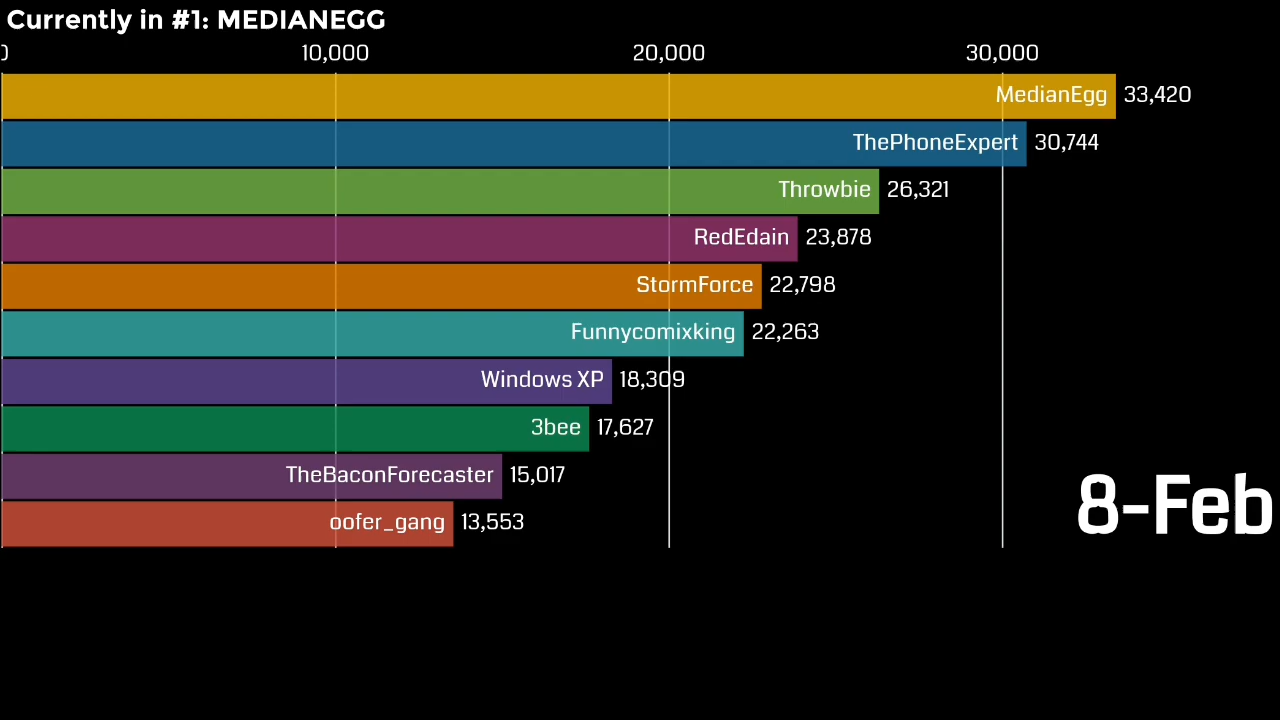 Currently in #1: MEDIANEGG
0 10,000 20,000 30,000
MedianEgg 33,420
ThePhoneExpert 30,744
Throwbie 26,321
RedEdain 23,878
StormForce 22,798
Funnycomixking 22,263
Windows XP 18,309
3bee 17,627
TheBaconForecaster 15,017
oofer_gang 13,553
8-Feb